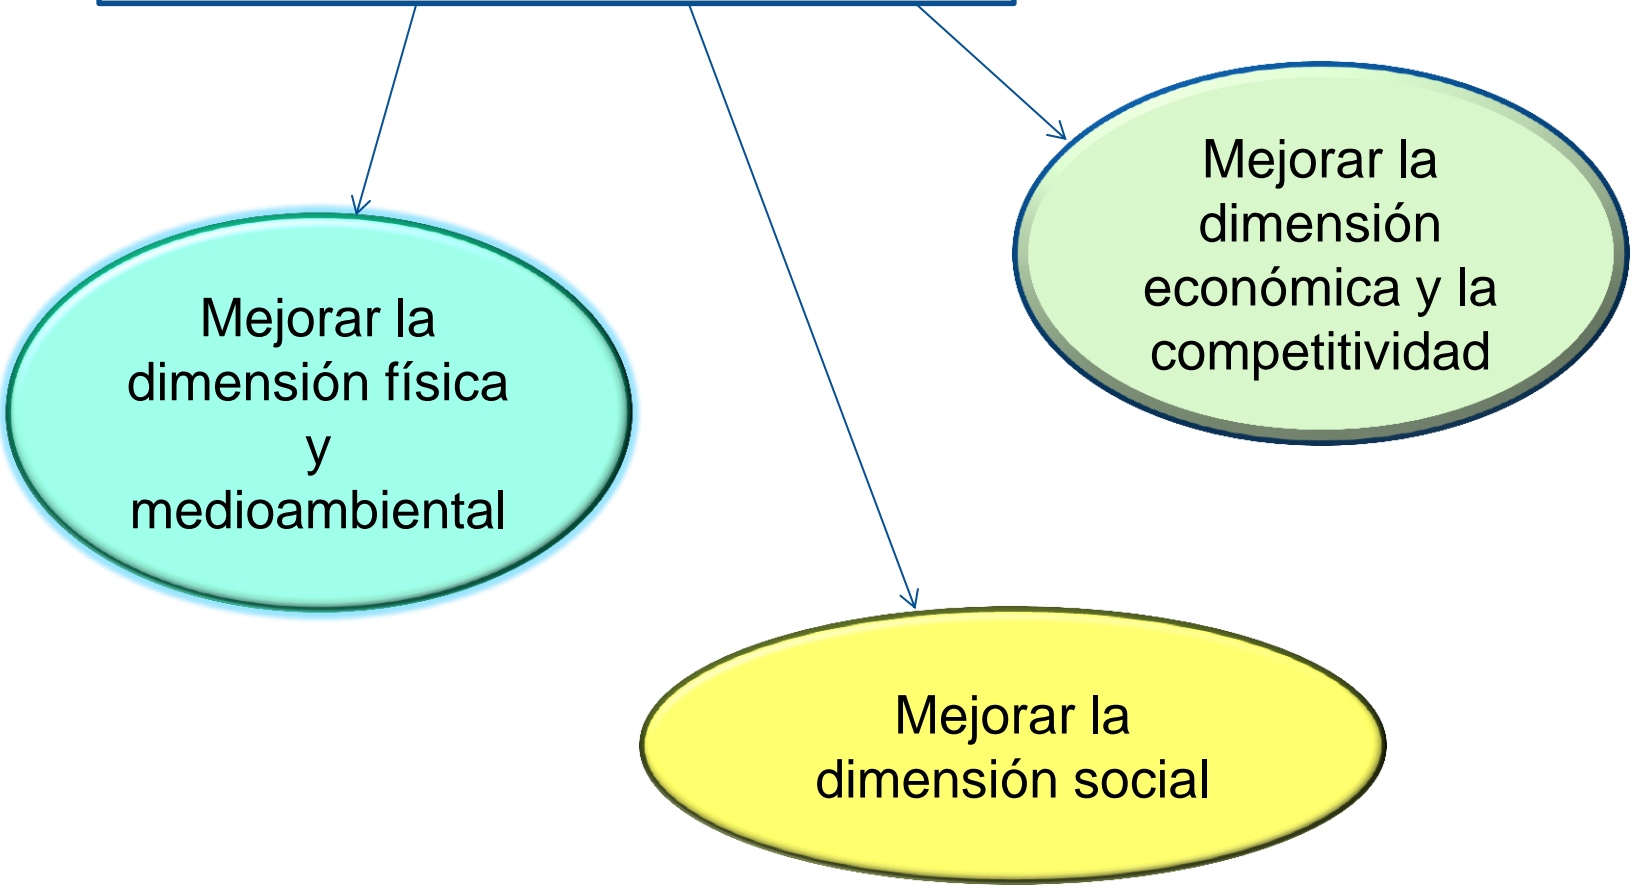 Mejorar la
dimensión
económica y la
competitividad
Mejorar la
dimensión física
y
medioambiental
Mejorar la
dimensión social